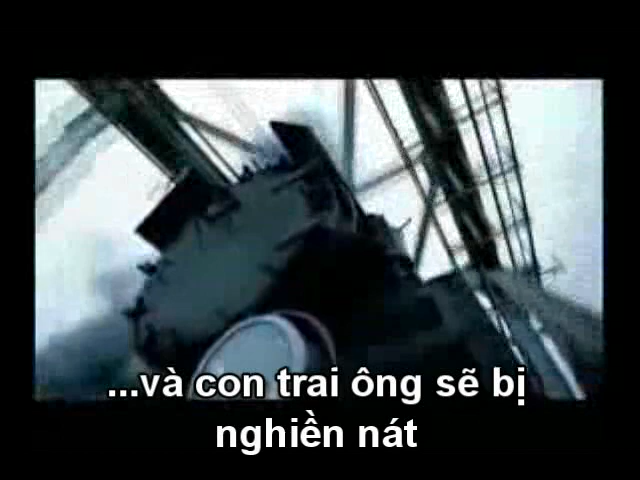 ...và con trai ông sẽ bị
nghiền nát